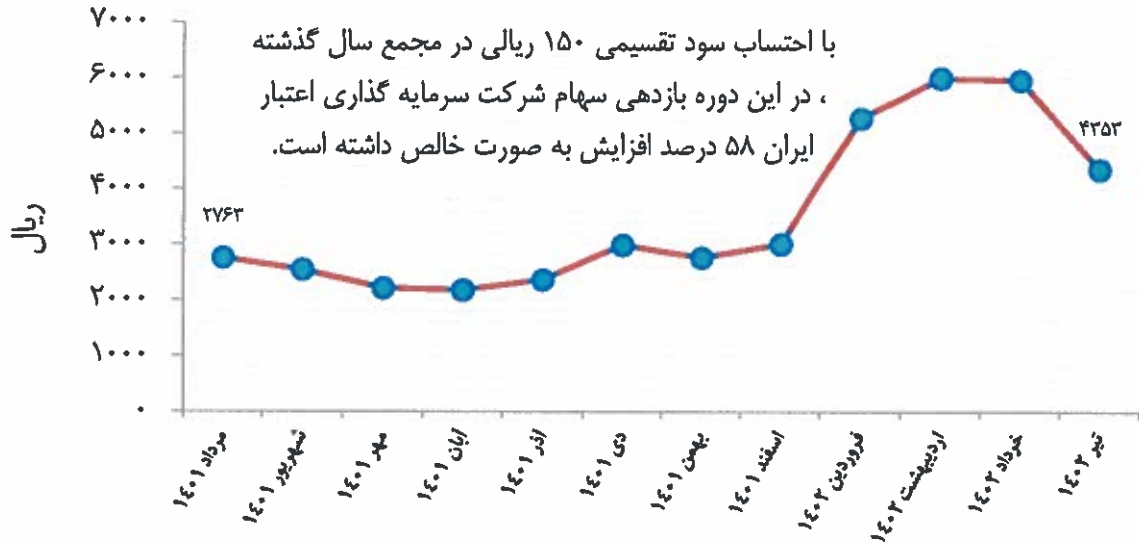 با احتساب سود تقسیمی ۱۵۰ ریالی در مجمع سال گذشته
، در این دوره بازدهی سهام شرکت سرمایه گذاری اعتبار
ایران ۵۸ درصد افزایش به صورت خالص داشته است.
ریال
۷۰۰۰
۶۰۰۰
۵۰۰۰
۴۰۰۰
۳۰۰۰
۲۰۰۰
۱۰۰۰
۰
۲۷۶۳
۴۳۵۳
مرداد ۱۴۰۱
شهریور ۱۴۰۱
مهر ۱۴۰۱
آبان ۱۴۰۱
آذر ۱۴۰۱
دی ۱۴۰۱
بهمن ۱۴۰۱
اسفند ۱۴۰۱
فروردین ۱۴۰۲
اردیبهشت ۱۴۰۲
خرداد ۱۴۰۲
تیر ۱۴۰۲